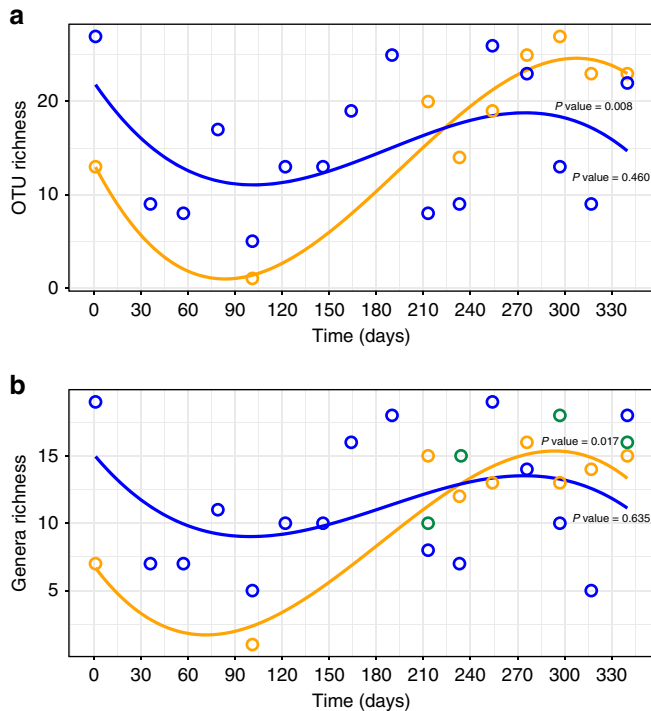 a
OTU richness
20
10
0
P value = 0.008
P value = 0.460
0 30 60 90 120 150 180 210 240 270 300 330
Time (days)
b
Genera richness
15
10
5
P value = 0.017
P value = 0.635
0 30 60 90 120 150 180 210 240 270 300 330
Time (days)